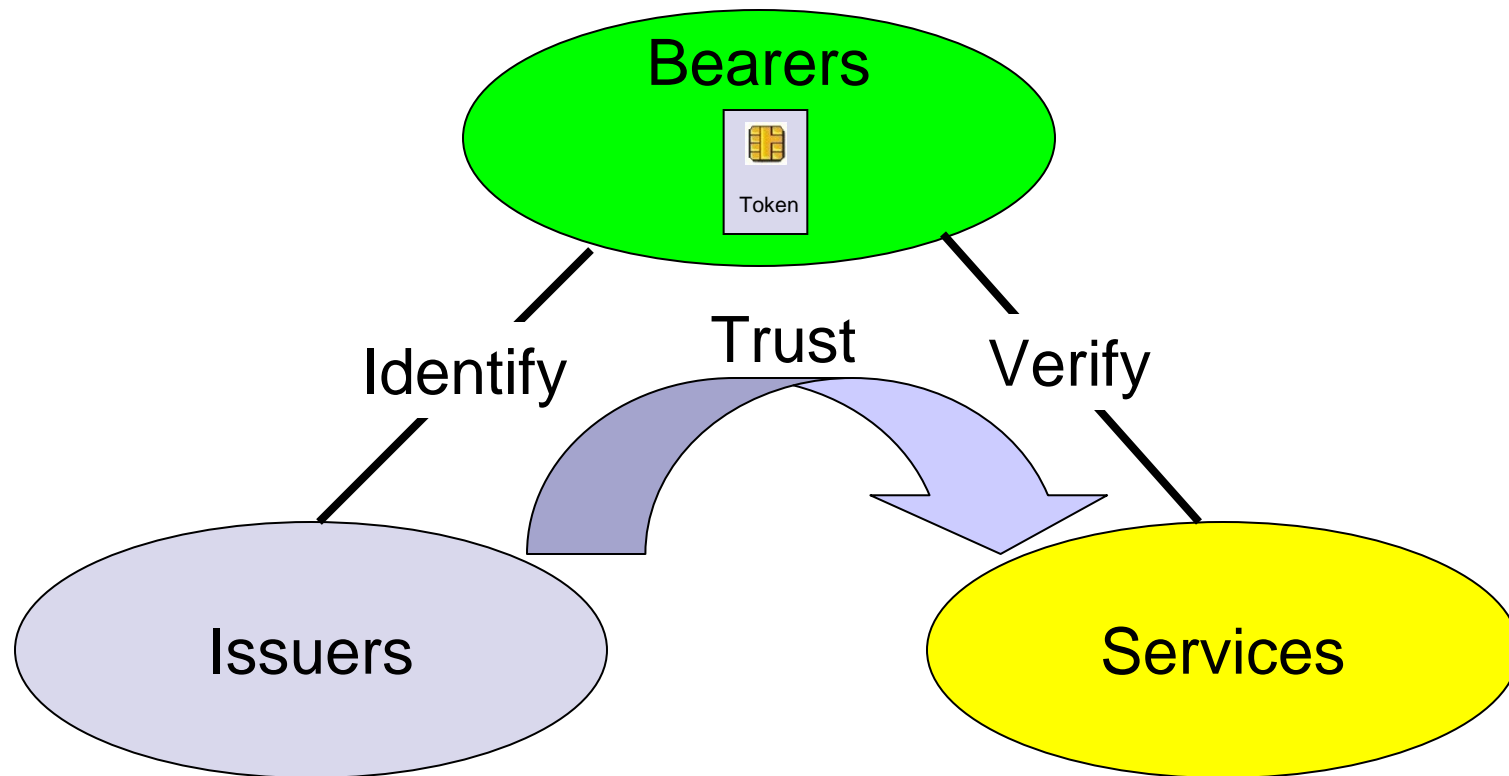 Bearers
Token
Trust
Identify
Verify
Issuers
Services